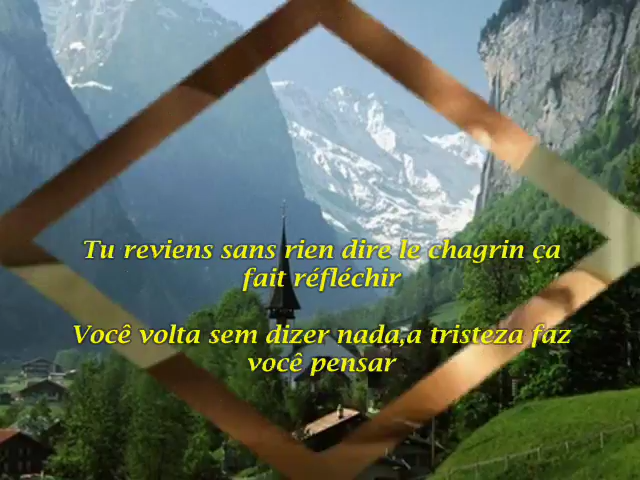 Tu reviens sans rien dire le chagrin ça
fait réfléchir
Você volta sem dizer nada,a tristeza faz
você pensar